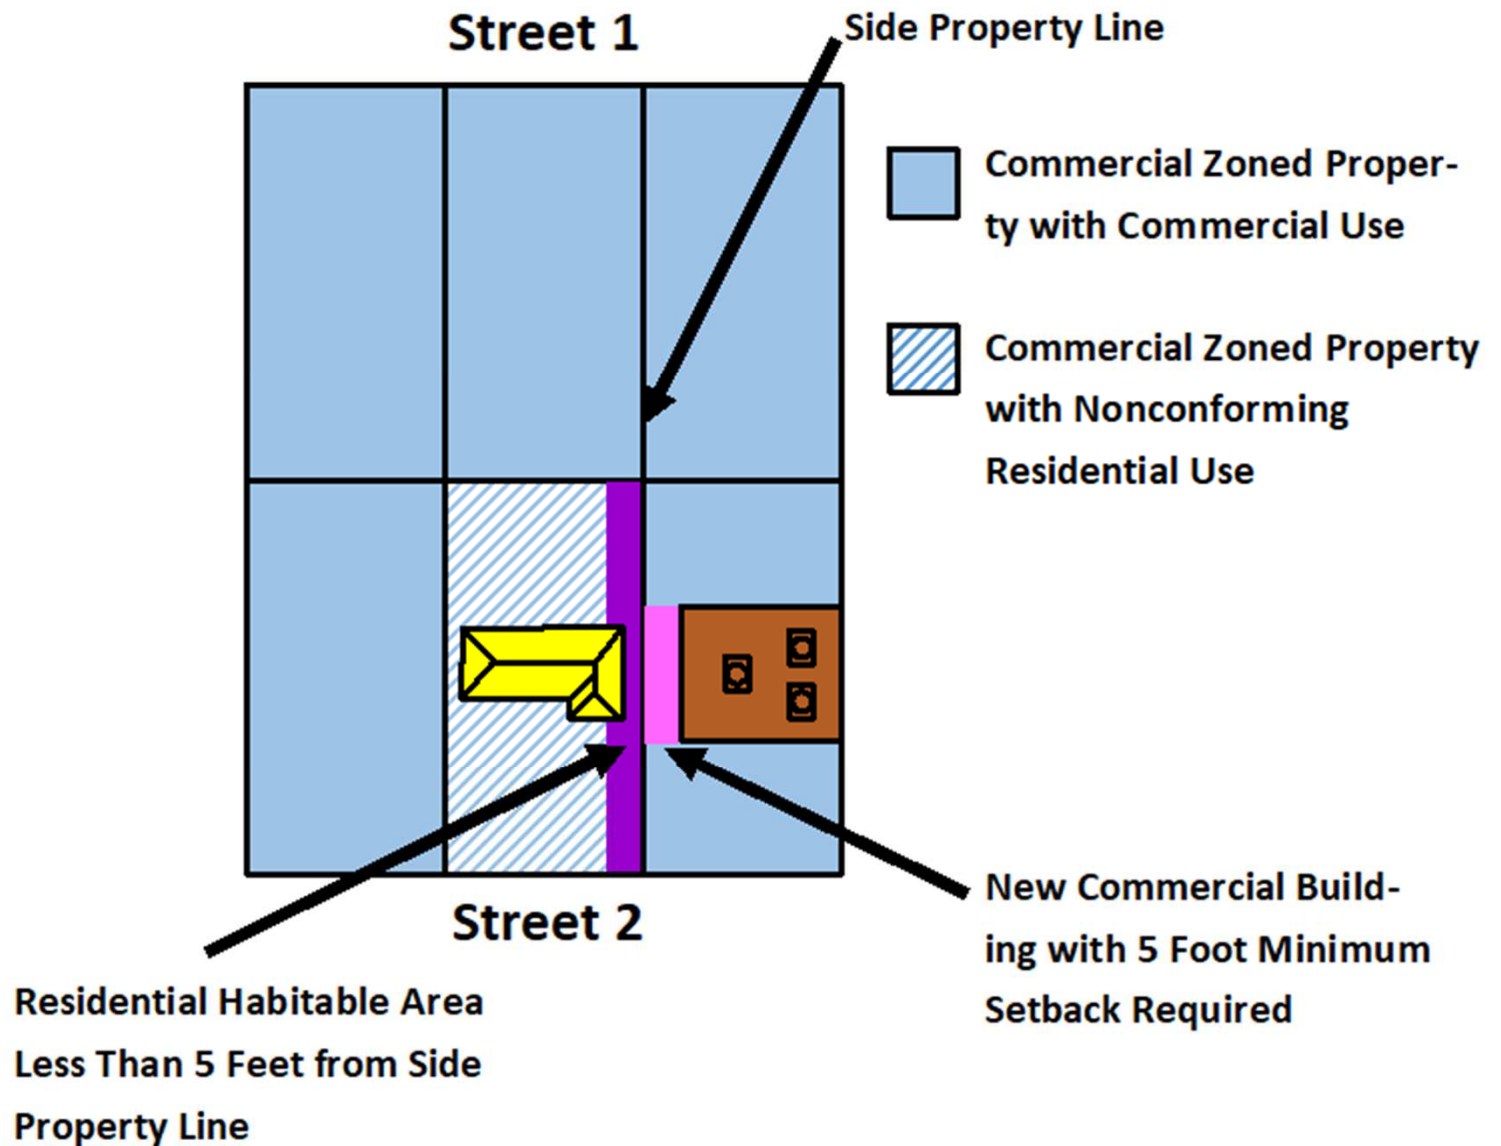 Street 1
Side Property Line
Commercial Zoned Proper-
ty with Commercial Use
Commercial Zoned Property
with Nonconforming
Residential Use
Street 2
New Commercial Build-
ing with 5 Foot Minimum
Setback Required
Residential Habitable Area
Less Than 5 Feet from Side
Property Line